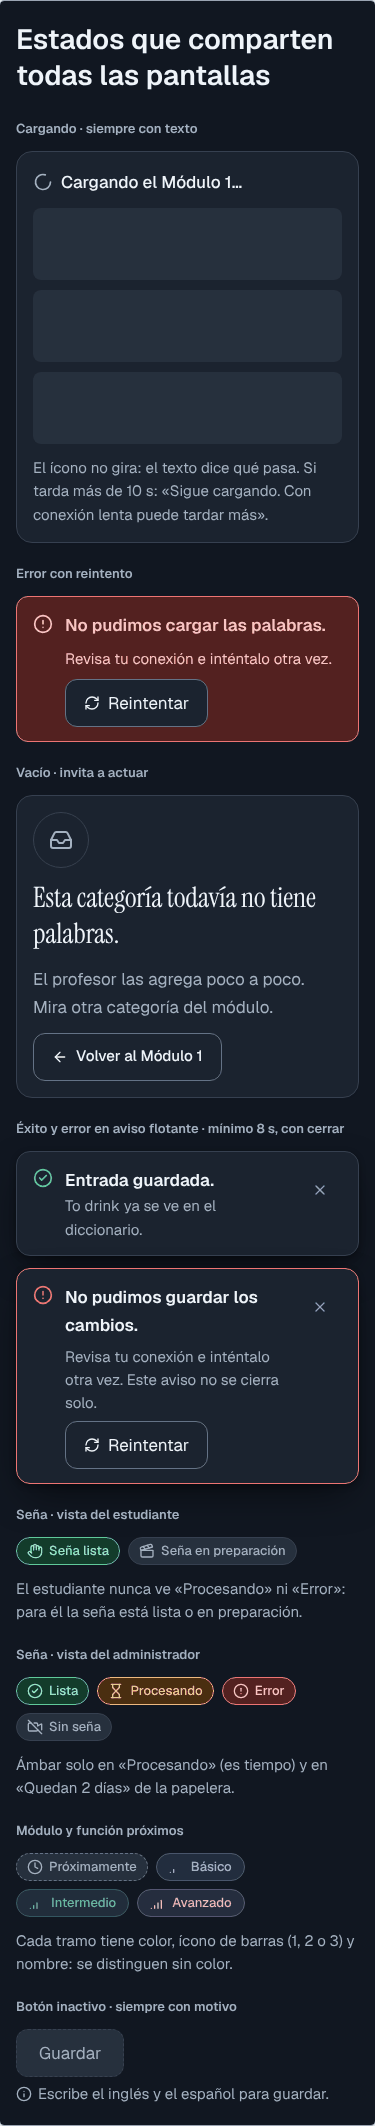 Estados que comparten
todas las pantallas
Cargando · siempre con texto
Cargando el Módulo 1...
El ícono no gira: el texto dice qué pasa. Si
tarda más de 10 s: «Sigue cargando. Con
conexión lenta puede tardar más».
Error con reintento
No pudimos cargar las palabras.
Revisa tu conexión e inténtalo otra vez.
Reintentar
Vacío · invita a actuar
Esta categoría todavía no tiene
palabras.
El profesor las agrega poco a poco.
Mira otra categoría del módulo.
Volver al Módulo 1
Éxito y error en aviso flotante · mínimo 8 s, con cerrar
Entrada guardada.
To drink ya se ve en el
diccionario.
No pudimos guardar los
cambios.
Revisa tu conexión e inténtalo
otra vez. Este aviso no se cierra
solo.
Reintentar
Seña · vista del estudiante
Seña lista
Seña en preparación
El estudiante nunca ve «Procesando» ni «Error»:
para él la seña está lista o en preparación.
Seña · vista del administrador
Lista
Procesando
Error
Sin seña
Ámbar solo en «Procesando» (es tiempo) y en
«Quedan 2 días» de la papelera.
Módulo y función próximos
Próximamente
Básico
Intermedio
Avanzado
Cada tramo tiene color, ícono de barras (1, 2 o 3) y
nombre: se distinguen sin color.
Botón inactivo · siempre con motivo
Guardar
Escribe el inglés y el español para guardar.